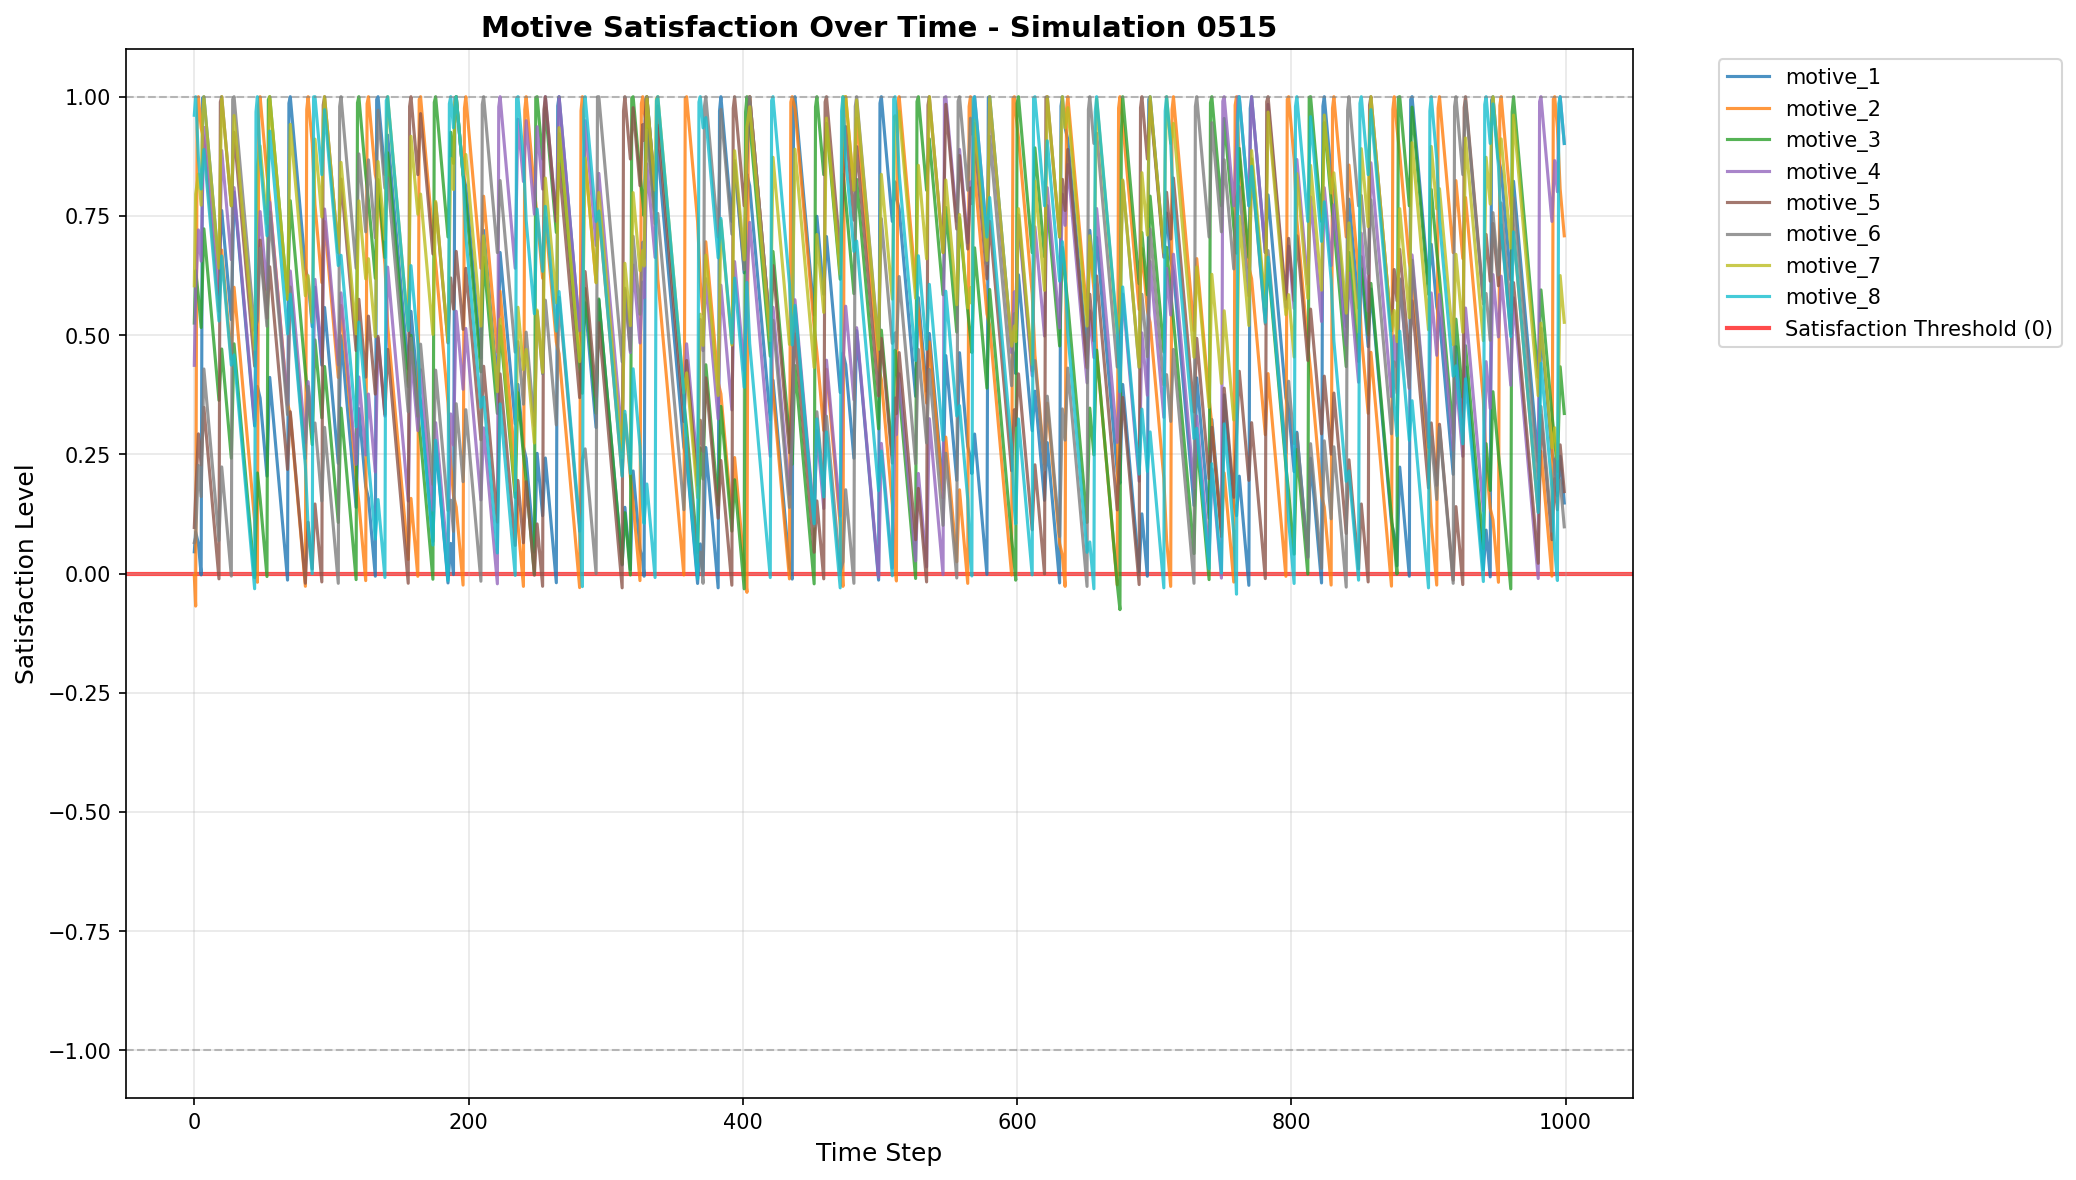 Motive Satisfaction Over Time - Simulation 0515
Satisfaction Level
1.00
0.75
0.50
0.25
0.00
−0.25
−0.50
−0.75
−1.00
0
200
400
600
800
1000
Time Step
motive_1
motive_2
motive_3
motive_4
motive_5
motive_6
motive_7
motive_8
Satisfaction Threshold (0)